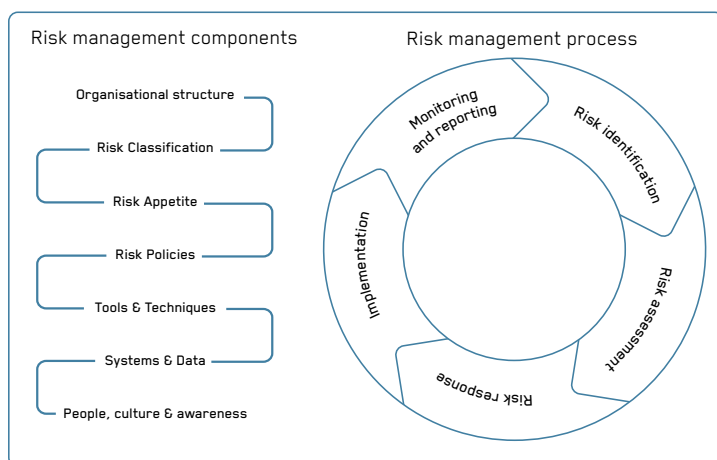 Risk management components
Organisational structure
Risk Classification
Risk Appetite
Risk Policies
Tools & Techniques
Systems & Data
People, culture & awareness
Risk management process
Risk identification
Risk assessment
Risk response
Implementation
Monitoring
and reporting